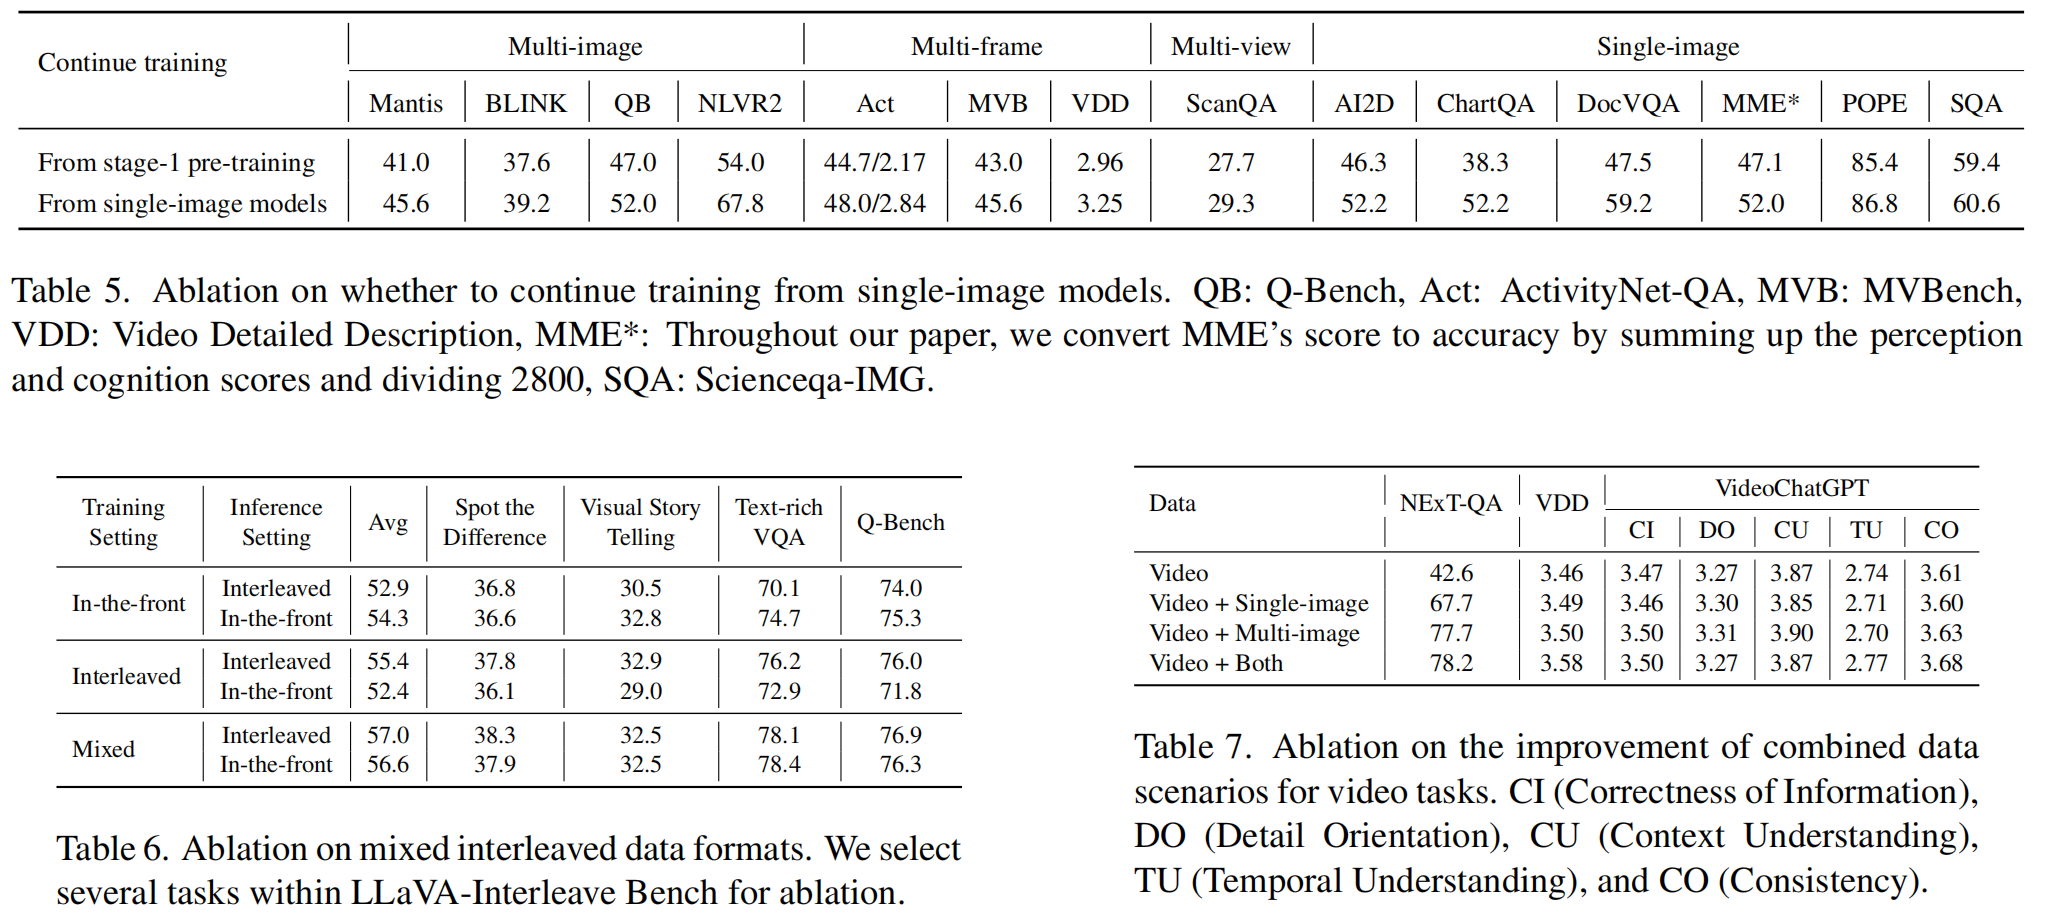 Continue training Multi-image Multi-frame Multi-view Single-image
Mantis BLINK QB NLVR2 Act MVB VDD ScanQA AI2D ChartQA DocVQA MME* POPE SQA
From stage-1 pre-training 41.0 37.6 47.0 54.0 44.7/2.17 43.0 2.96 27.7 46.3 38.3 47.5 47.1 85.4 59.4
From single-image models 45.6 39.2 52.0 67.8 48.0/2.84 45.6 3.25 29.3 52.2 52.2 59.2 52.0 86.8 60.6
Table 5. Ablation on whether to continue training from single-image models. QB: Q-Bench, Act: ActivityNet-QA, MVB: MVBench,
VDD: Video Detailed Description, MME*: Throughout our paper, we convert MME's score to accuracy by summing up the perception
and cognition scores and dividing 2800, SQA: Scienceqa-IMG.
Training Setting Inference Setting Avg Spot the Difference Visual Story Telling Text-rich VQA Q-Bench
In-the-front Interleaved 52.9 36.8 30.5 70.1 74.0
In-the-front 54.3 36.6 32.8 74.7 75.3
Interleaved Interleaved 55.4 37.8 32.9 76.2 76.0
In-the-front 52.4 36.1 29.0 72.9 71.8
Mixed Interleaved 57.0 38.3 32.5 78.1 76.9
In-the-front 56.6 37.9 32.5 78.4 76.3
Table 6. Ablation on mixed interleaved data formats. We select
several tasks within LLaVA-Interleave Bench for ablation.
Data NExT-QA VDD VideoChatGPT
CI DO CU TU CO
Video 42.6 3.46 3.47 3.27 3.87 2.74 3.61
Video + Single-image 67.7 3.49 3.46 3.30 3.85 2.71 3.60
Video + Multi-image 77.7 3.50 3.50 3.31 3.90 2.70 3.63
Video + Both 78.2 3.58 3.50 3.27 3.87 2.77 3.68
Table 7. Ablation on the improvement of combined data
scenarios for video tasks. CI (Correctness of Information),
DO (Detail Orientation), CU (Context Understanding),
TU (Temporal Understanding), and CO (Consistency).